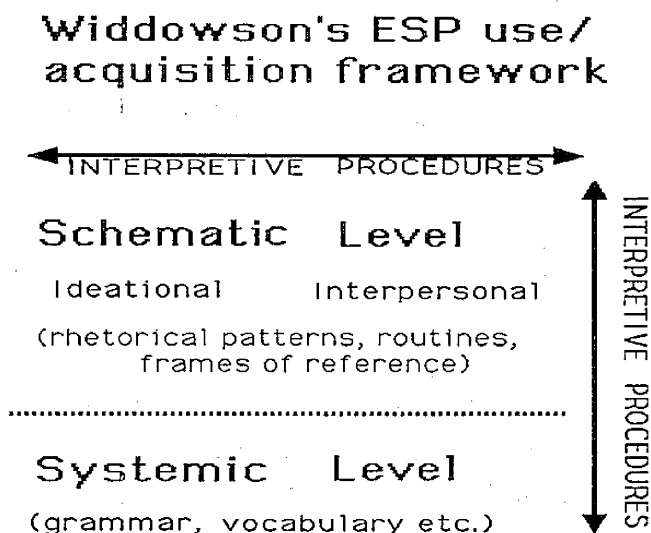 Widdowson's ESP use/
acquisition framework
INTERPRETIVE PROCEDURES
Schematic Level
Ideational Interpersonal
(rhetorical patterns, routines,
frames of reference)
Systemic Level
(grammar, vocabulary etc.)
INTERPRETIVE PROCEDURES